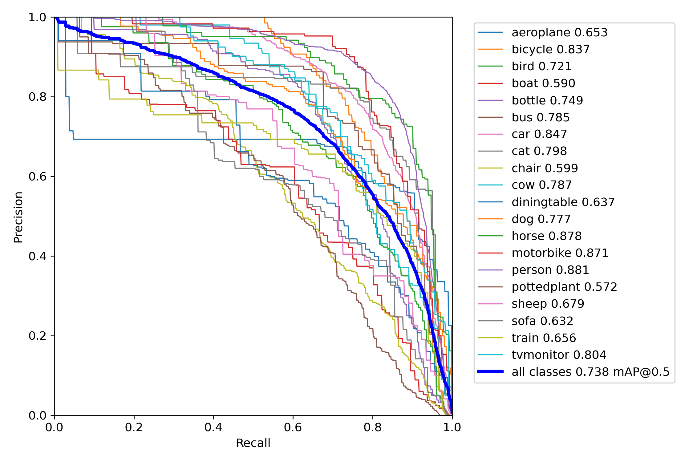 1.0
0.8
0.6
0.4
0.2
0.0
0.0 0.2 0.4 0.6 0.8 1.0
Recall
Precision
aeroplane 0.653
bicycle 0.837
bird 0.721
boat 0.590
bottle 0.749
bus 0.785
car 0.847
cat 0.798
chair 0.599
cow 0.787
diningtable 0.637
dog 0.777
horse 0.878
motorbike 0.871
person 0.881
pottedplant 0.572
sheep 0.679
sofa 0.632
train 0.656
tvmonitor 0.804
all classes 0.738 mAP@0.5